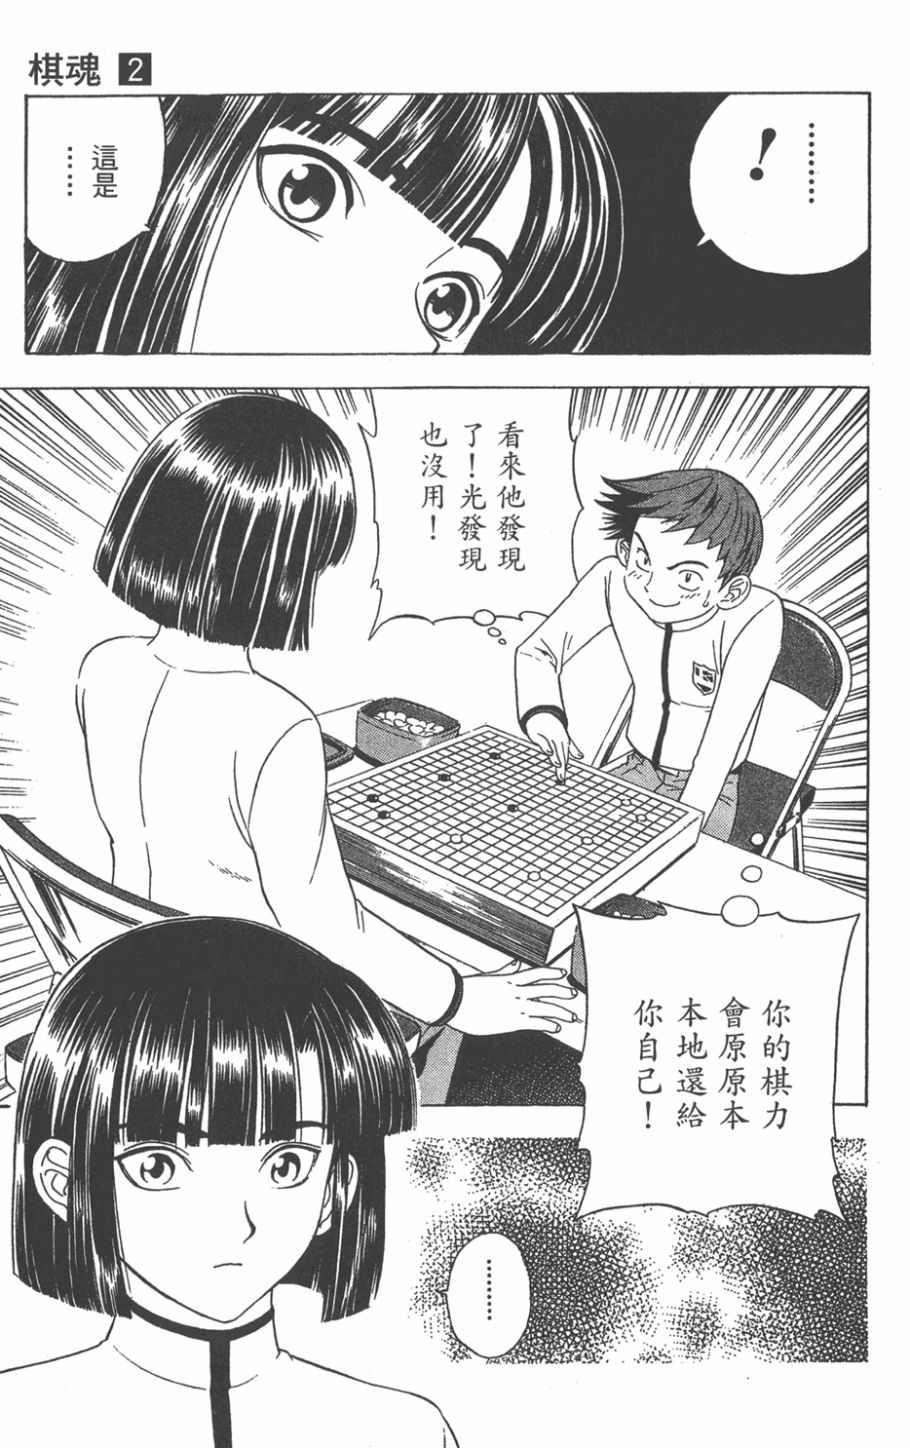 棋魂 2
………！
這是
……
看來他發現
了！光發現
也沒用！
你的棋力
會原原本
本地還給
你自己！
………